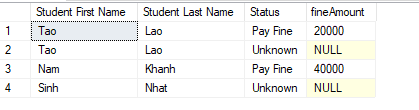 Student First Name Student Last Name Status fineAmount
1 Tao Lao Pay Fine 20000
2 Tao Lao Unknown NULL
3 Nam Khanh Pay Fine 40000
4 Sinh Nhat Unknown NULL